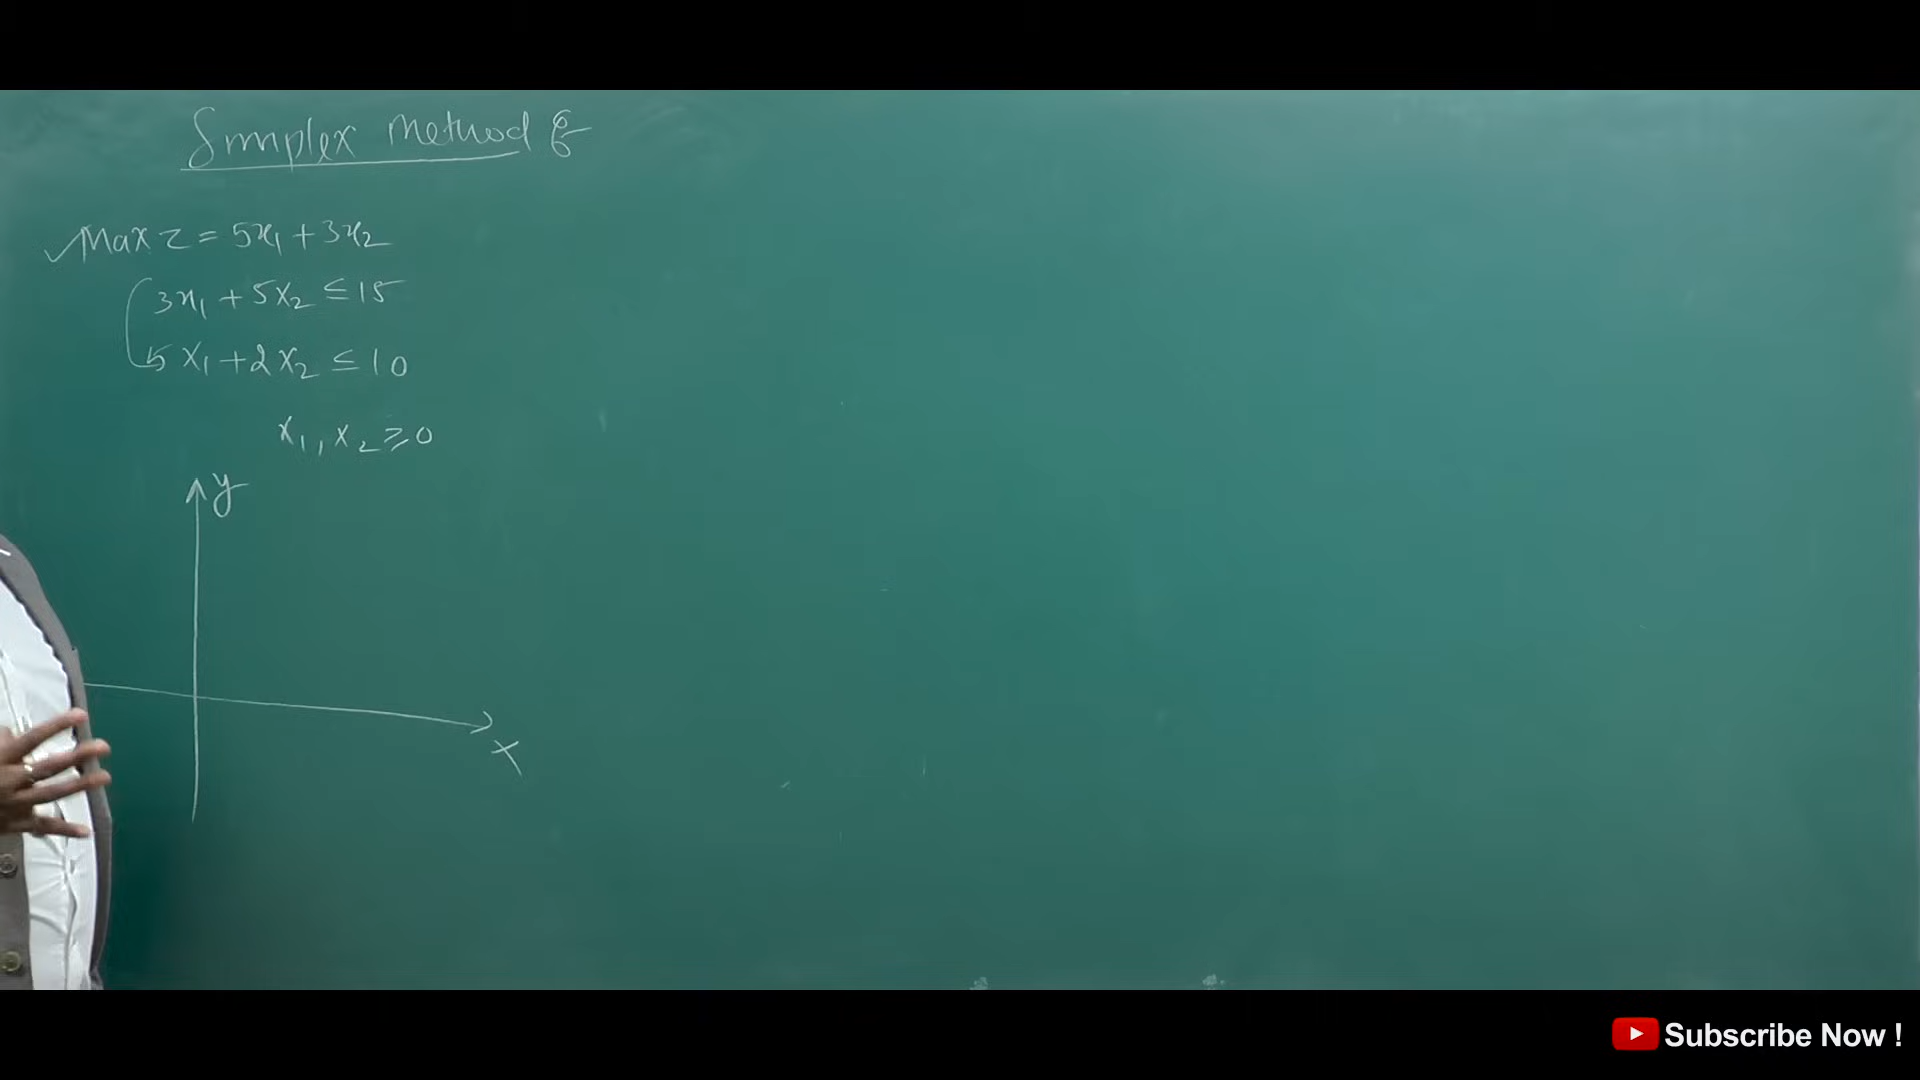 Simplex Method :-
Max Z = 5x₁ + 3x₂
3x₁ + 5x₂ ≤ 15
5x₁ + 2x₂ ≤ 10
x₁, x₂ ≥ 0
y
x
Subscribe Now !